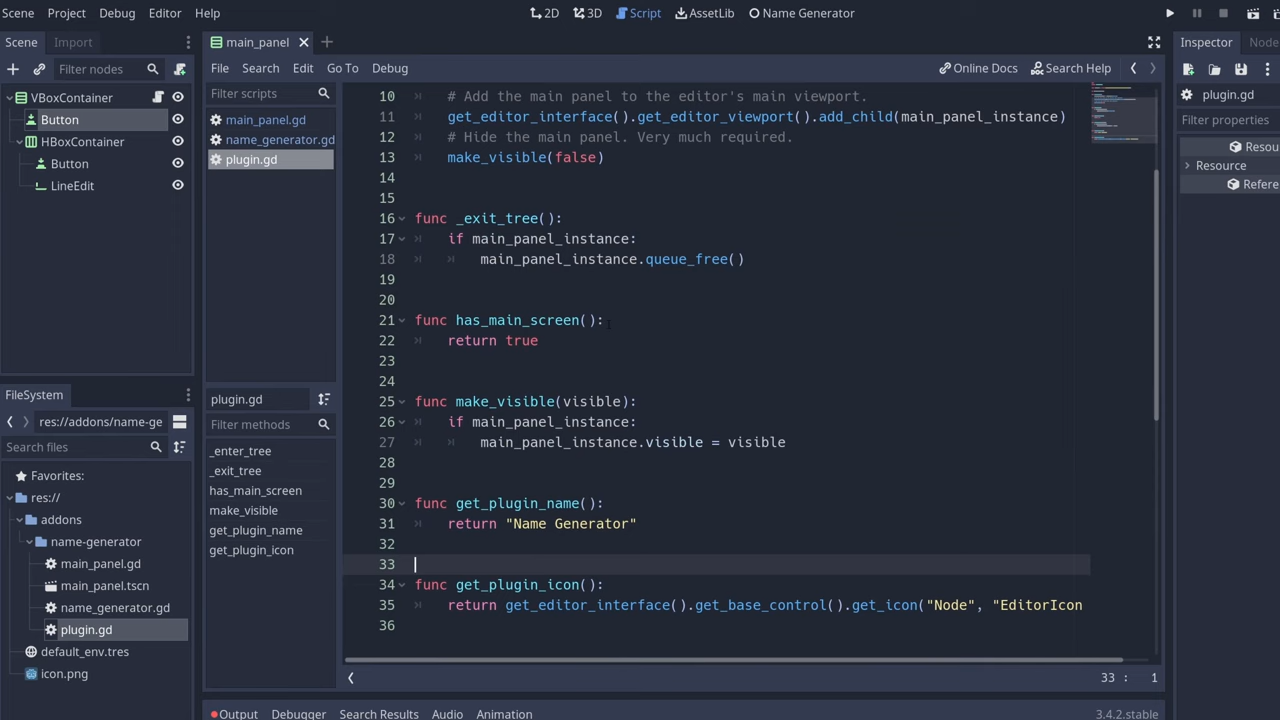 Scene Project Debug Editor Help
2D 3D Script AssetLib Name Generator
Scene Import
Filter nodes
VBoxContainer
Button
HBoxContainer
Button
LineEdit
FileSystem
res://addons/name-ge
Search files
Favorites:
res://
addons
name-generator
main_panel.gd
main_panel.tscn
name_generator.gd
plugin.gd
default_env.tres
icon.png
main_panel
File Search Edit Go To Debug
Online Docs Search Help
Filter scripts
main_panel.gd
name_generator.gd
plugin.gd
plugin.gd
Filter methods
_enter_tree
_exit_tree
has_main_screen
make_visible
get_plugin_name
get_plugin_icon
10 # Add the main panel to the editor's main viewport.
11 get_editor_interface().get_editor_viewport().add_child(main_panel_instance)
12 # Hide the main panel. Very much required.
13 make_visible(false)
14
15
16 func _exit_tree():
17 if main_panel_instance:
18 main_panel_instance.queue_free()
19
20
21 func has_main_screen():
22 return true
23
24
25 func make_visible(visible):
26 if main_panel_instance:
27 main_panel_instance.visible = visible
28
29
30 func get_plugin_name():
31 return "Name Generator"
32
33
34 func get_plugin_icon():
35 return get_editor_interface().get_base_control().get_icon("Node", "EditorIcon
36
33 : 1
Output Debugger Search Results Audio Animation
3.4.2.stable
Inspector Node
plugin.gd
Filter properties
Resou
Resource
Refere